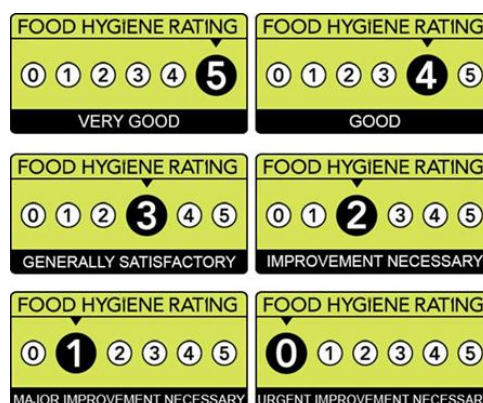 FOOD HYGIENE RATING
0 1 2 3 4 5
VERY GOOD
FOOD HYGIENE RATING
0 1 2 3 4 5
GOOD
FOOD HYGIENE RATING
0 1 2 3 4 5
GENERALLY SATISFACTORY
FOOD HYGIENE RATING
0 1 2 3 4 5
IMPROVEMENT NECESSARY
FOOD HYGIENE RATING
0 1 2 3 4 5
MAJOR IMPROVEMENT NECESSARY
FOOD HYGIENE RATING
0 1 2 3 4 5
URGENT IMPROVEMENT NECESSARY